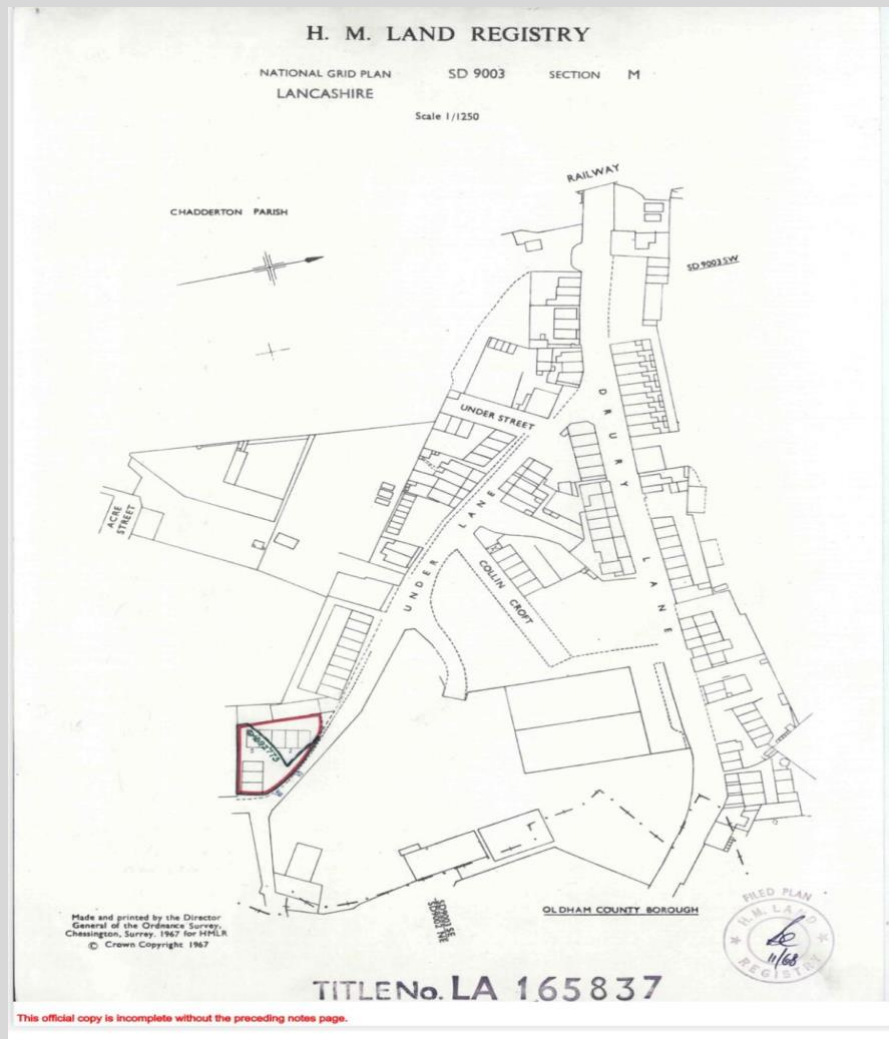 H. M. LAND REGISTRY
NATIONAL GRID PLAN SD 9003 SECTION M
LANCASHIRE
Scale 1/1250
RAILWAY
CHADDERTON PARISH
SD 9003 SW
UNDER STREET
DRURY LANE
UNDER LANE
ACRE STREET
COLLIN CROFT
OLDHAM COUNTY BOROUGH
Made and printed by the Director
General of the Ordnance Survey,
Chessington, Surrey. 1967 for HMLR
© Crown Copyright 1967
FILED PLAN
H.M. LAND
REGISTRY
11/68
TITLE No. LA 165837
This official copy is incomplete without the preceding notes page.